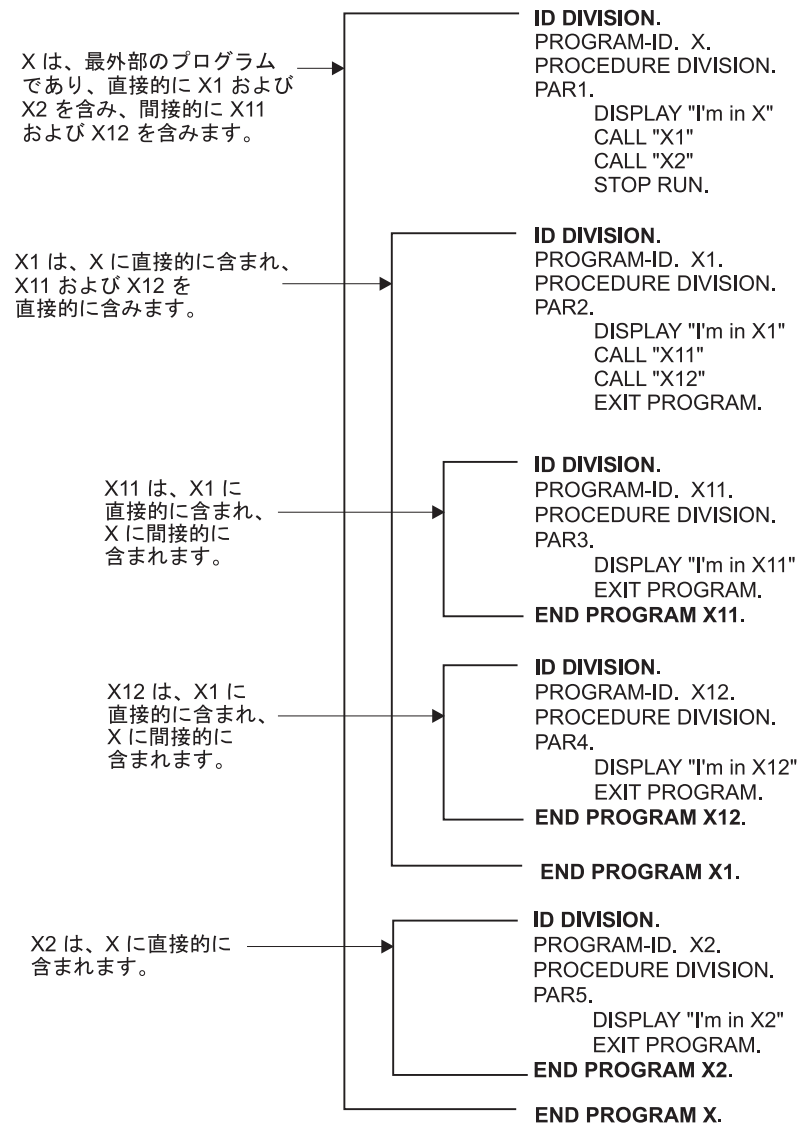 X は、最外部のプログラム
であり、直接的に X1 および
X2 を含み、間接的に X11
および X12 を含みます。
ID DIVISION.
PROGRAM-ID. X.
PROCEDURE DIVISION.
PAR1.
DISPLAY "I'm in X"
CALL "X1"
CALL "X2"
STOP RUN.
X1 は、X に直接的に含まれ、
X11 および X12 を
直接的に含みます。
ID DIVISION.
PROGRAM-ID. X1.
PROCEDURE DIVISION.
PAR2.
DISPLAY "I'm in X1"
CALL "X11"
CALL "X12"
EXIT PROGRAM.
X11 は、X1 に
直接的に含まれ、
X に間接的に
含まれます。
ID DIVISION.
PROGRAM-ID. X11.
PROCEDURE DIVISION.
PAR3.
DISPLAY "I'm in X11"
EXIT PROGRAM.
END PROGRAM X11.
X12 は、X1 に
直接的に含まれ、
X に間接的に
含まれます。
ID DIVISION.
PROGRAM-ID. X12.
PROCEDURE DIVISION.
PAR4.
DISPLAY "I'm in X12"
EXIT PROGRAM.
END PROGRAM X12.
END PROGRAM X1.
X2 は、X に直接的に
含まれます。
ID DIVISION.
PROGRAM-ID. X2.
PROCEDURE DIVISION.
PAR5.
DISPLAY "I'm in X2"
EXIT PROGRAM.
END PROGRAM X2.
END PROGRAM X.